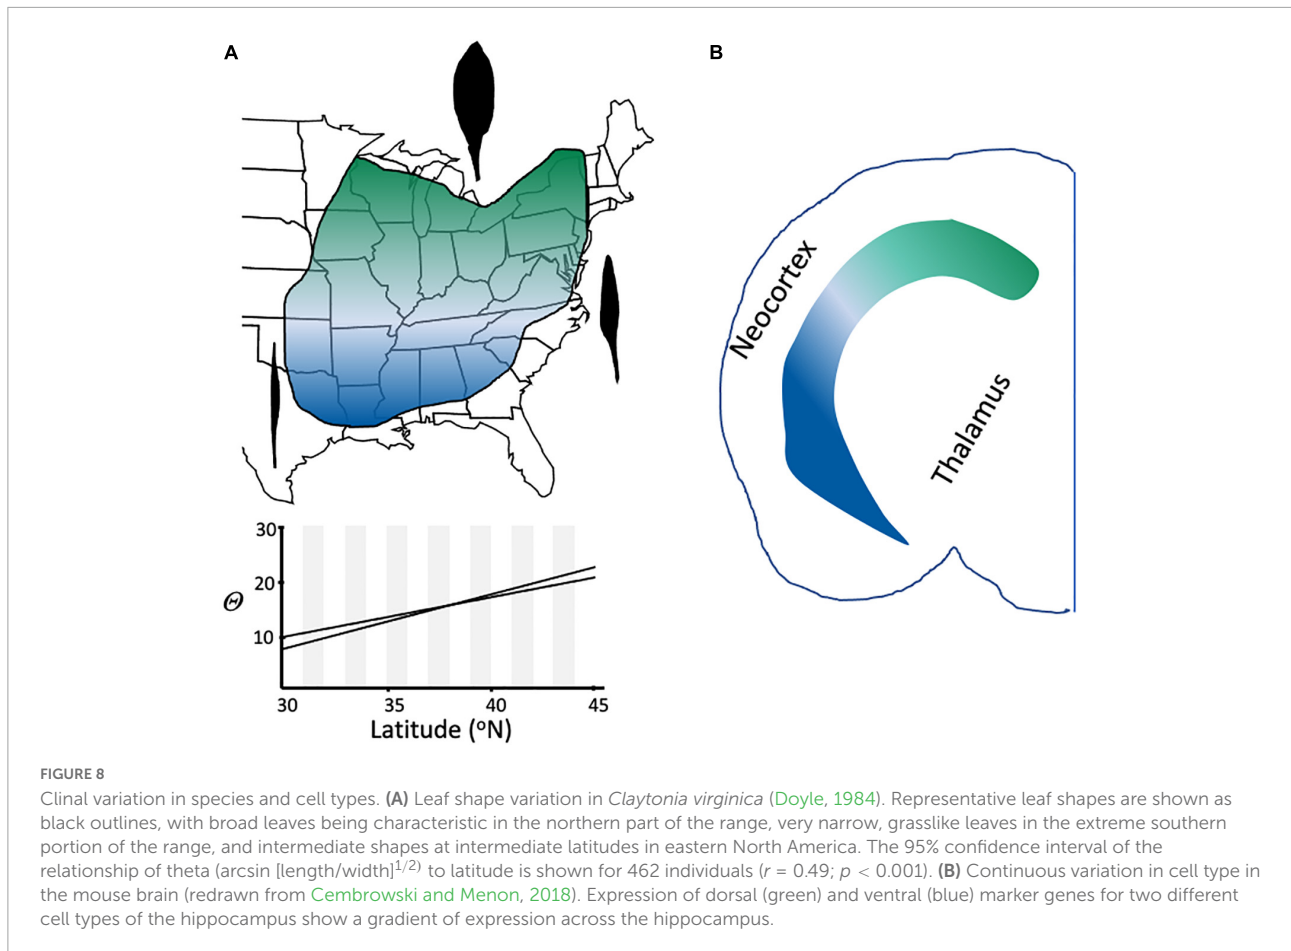 A
B
Neocortex
Thalamus
30
20
Θ
10
30 35 40 45
Latitude (ºN)
FIGURE 8
Clinal variation in species and cell types. (A) Leaf shape variation in Claytonia virginica (Doyle, 1984). Representative leaf shapes are shown as
black outlines, with broad leaves being characteristic in the northern part of the range, very narrow, grasslike leaves in the extreme southern
portion of the range, and intermediate shapes at intermediate latitudes in eastern North America. The 95% confidence interval of the
relationship of theta (arcsin [length/width]^1/2) to latitude is shown for 462 individuals (r = 0.49; p < 0.001). (B) Continuous variation in cell type in
the mouse brain (redrawn from Cembrowski and Menon, 2018). Expression of dorsal (green) and ventral (blue) marker genes for two different
cell types of the hippocampus show a gradient of expression across the hippocampus.